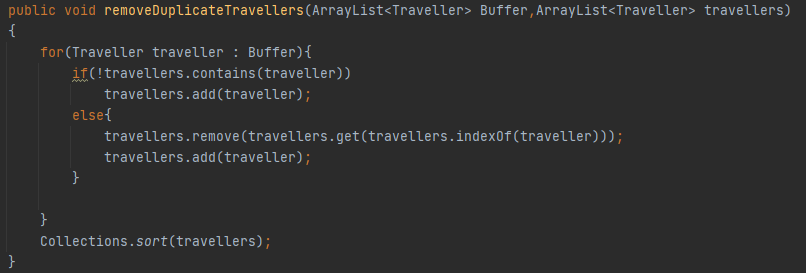 public void removeDuplicateTravellers(ArrayList<Traveller> Buffer,ArrayList<Traveller> travellers)
{
    for(Traveller traveller : Buffer){
        if(!travellers.contains(traveller))
            travellers.add(traveller);
        else{
            travellers.remove(travellers.get(travellers.indexOf(traveller)));
            travellers.add(traveller);
        }
    }
    Collections.sort(travellers);
}